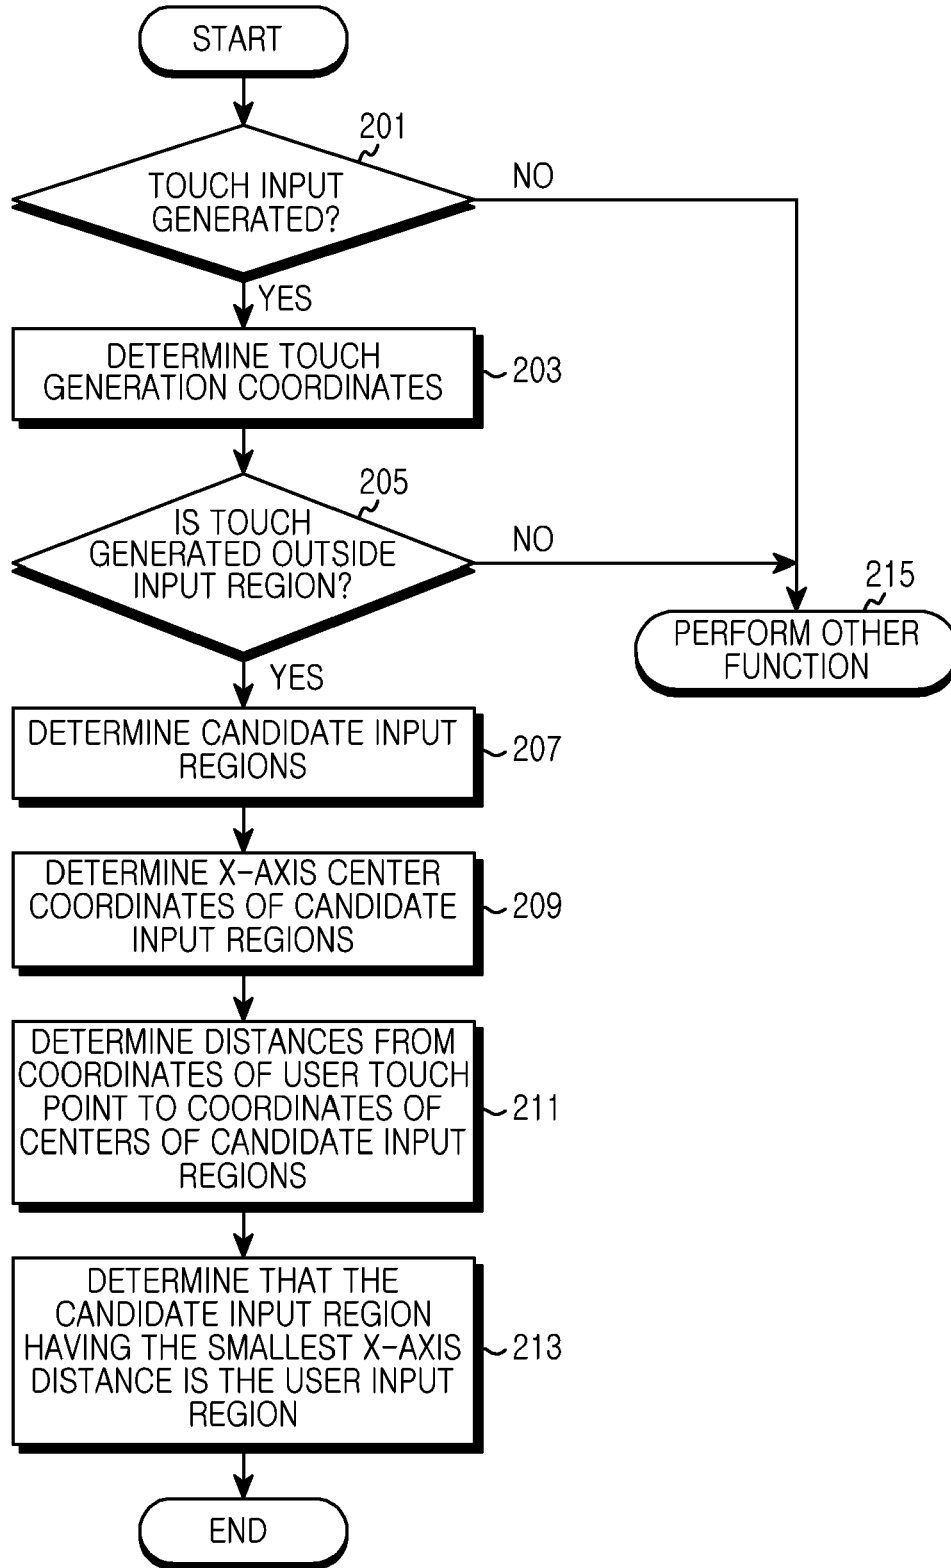 START
201
TOUCH INPUT
GENERATED?
NO
YES
DETERMINE TOUCH
GENERATION COORDINATES
203
205
IS TOUCH
GENERATED OUTSIDE
INPUT REGION?
NO
YES
215
PERFORM OTHER
FUNCTION
DETERMINE CANDIDATE INPUT
REGIONS
207
DETERMINE X-AXIS CENTER
COORDINATES OF CANDIDATE
INPUT REGIONS
209
DETERMINE DISTANCES FROM
COORDINATES OF USER TOUCH
POINT TO COORDINATES OF
CENTERS OF CANDIDATE INPUT
REGIONS
211
DETERMINE THAT THE
CANDIDATE INPUT REGION
HAVING THE SMALLEST X-AXIS
DISTANCE IS THE USER INPUT
REGION
213
END